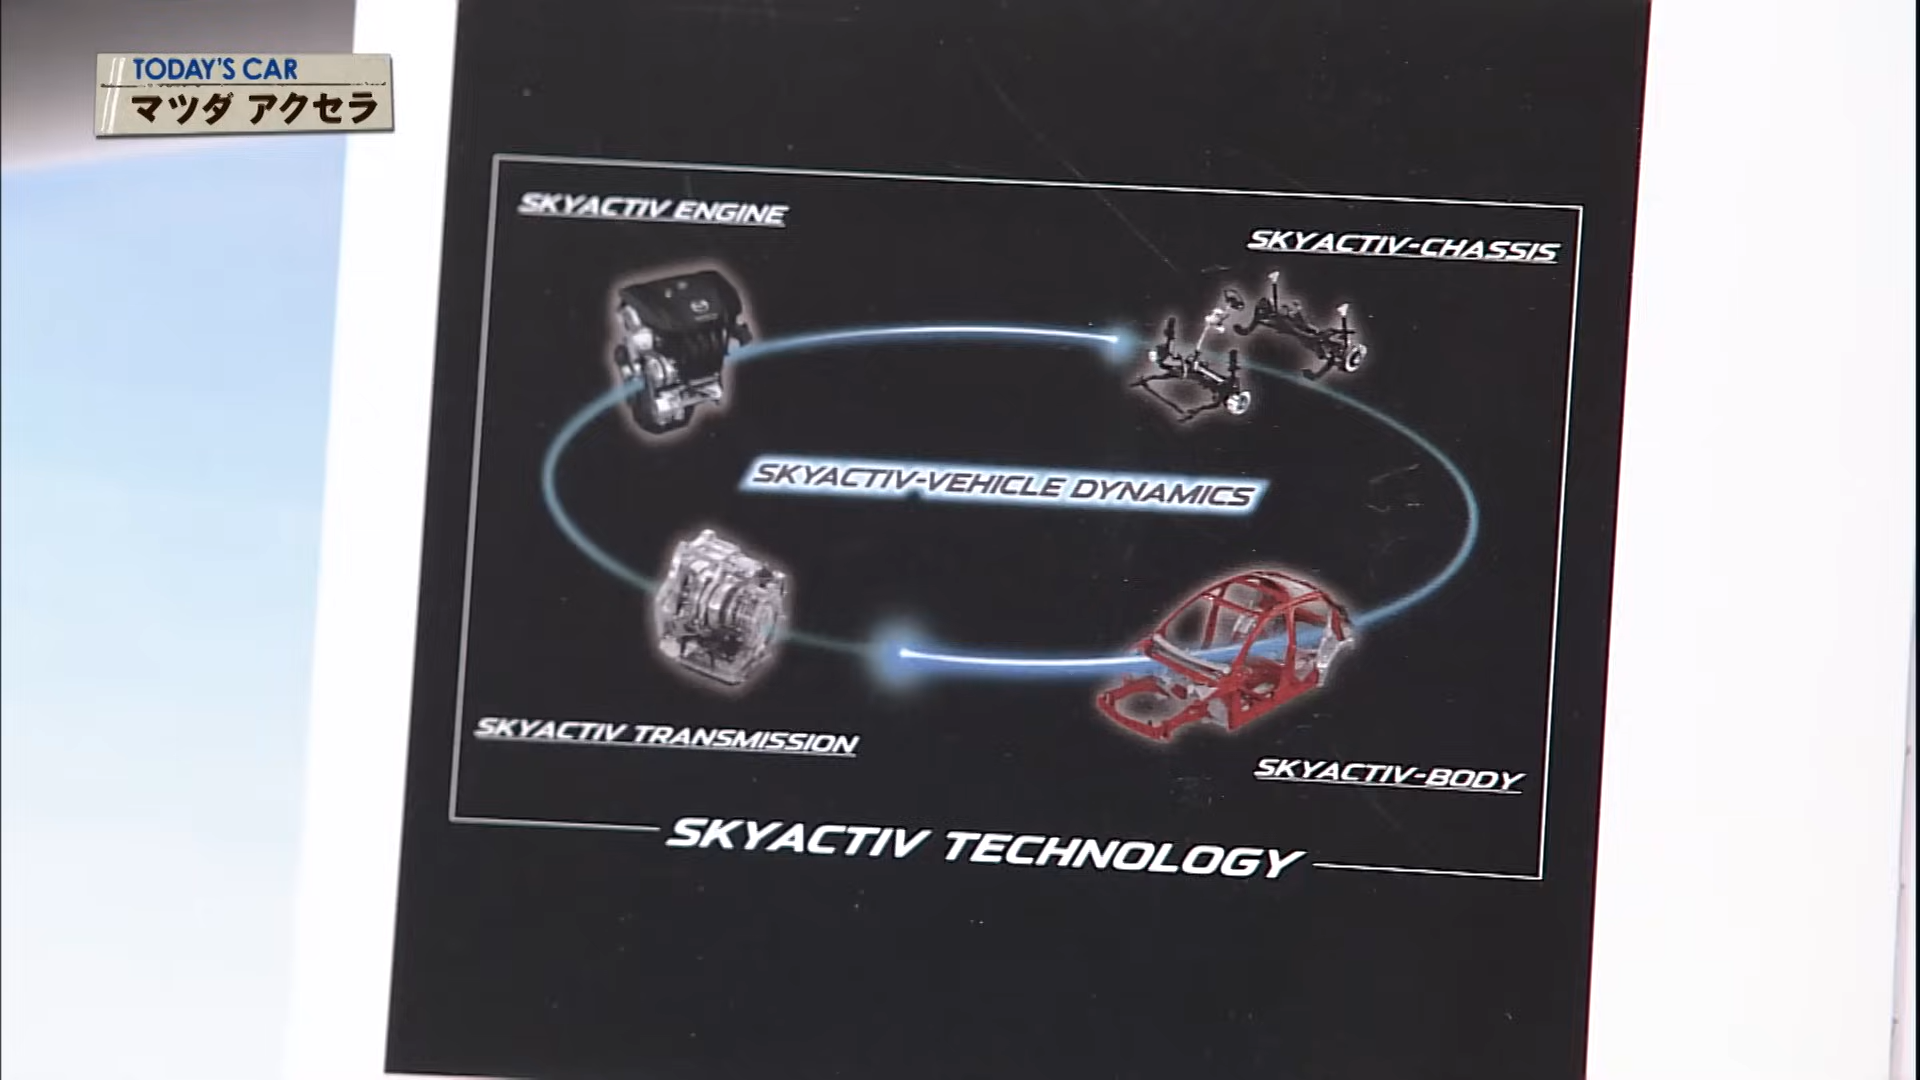 TODAY'S CAR
マツダ アクセラ
SKYACTIV ENGINE
SKYACTIV-CHASSIS
SKYACTIV-VEHICLE DYNAMICS
SKYACTIV TRANSMISSION
SKYACTIV-BODY
SKYACTIV TECHNOLOGY